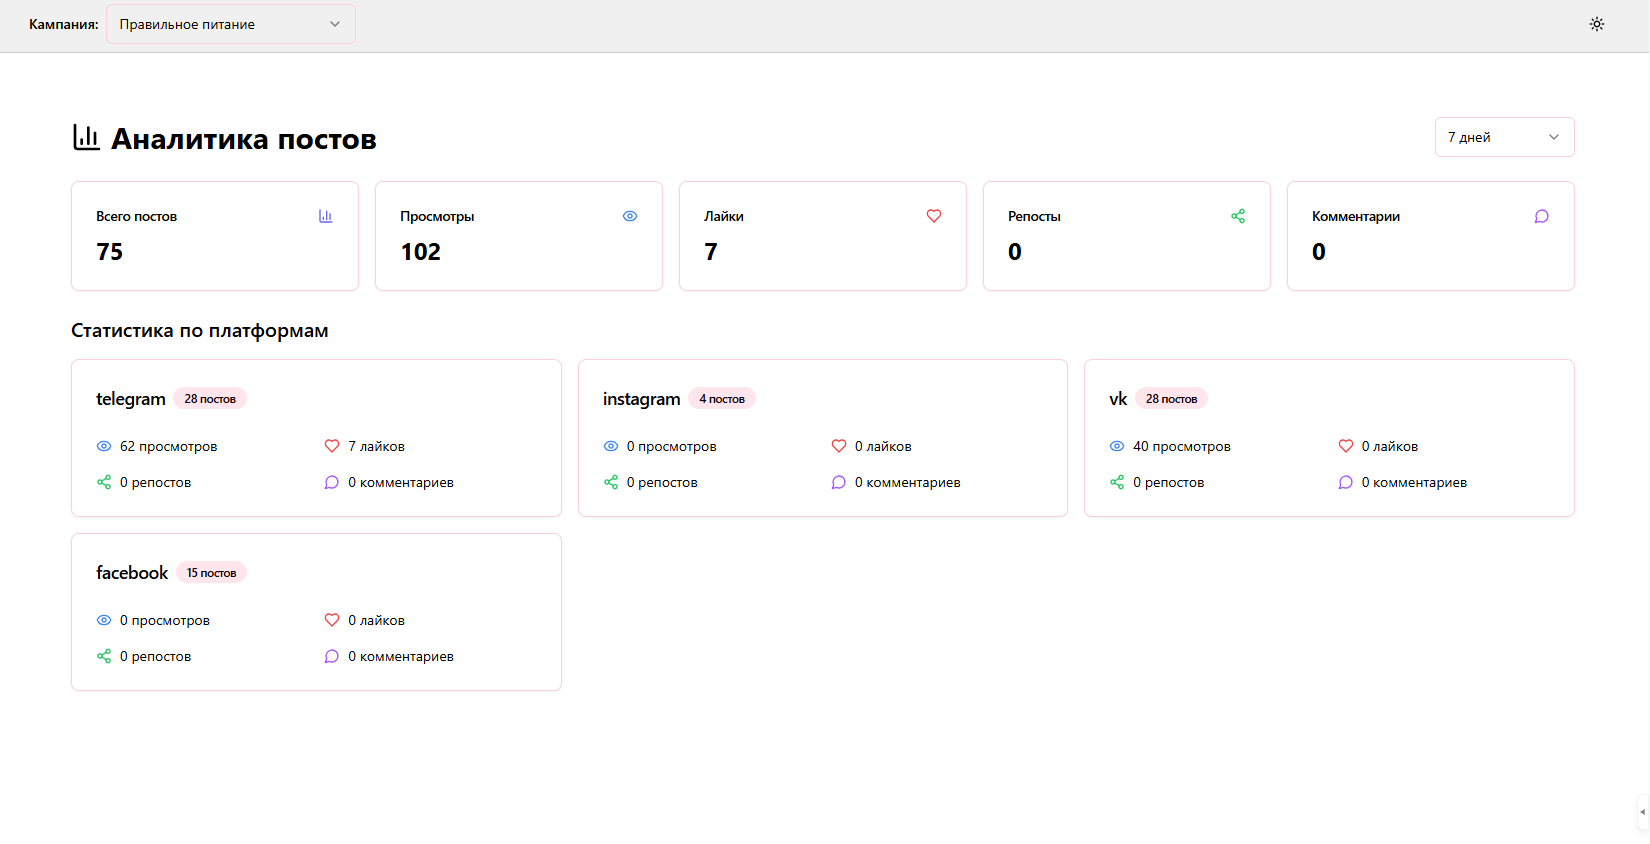 Кампания: Правильное питание
Аналитика постов
7 дней
Всего постов
75
Просмотры
102
Лайки
7
Репосты
0
Комментарии
0
Статистика по платформам
telegram 28 постов
62 просмотров
7 лайков
0 репостов
0 комментариев
instagram 4 постов
0 просмотров
0 лайков
0 репостов
0 комментариев
vk 28 постов
40 просмотров
0 лайков
0 репостов
0 комментариев
facebook 15 постов
0 просмотров
0 лайков
0 репостов
0 комментариев